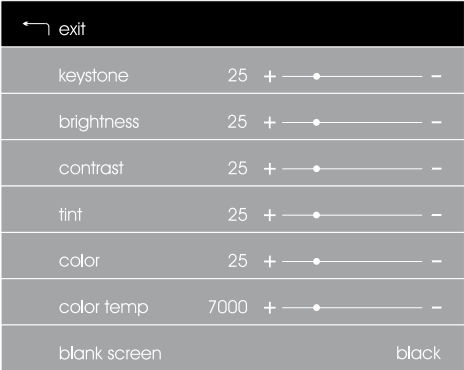 exit
keystone 25 + -
brightness 25 + -
contrast 25 + -
tint 25 + -
color 25 + -
color temp 7000 + -
blank screen black